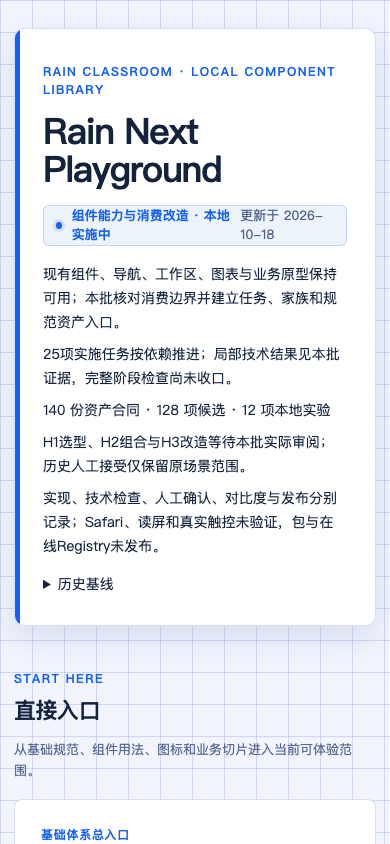 RAIN CLASSROOM · LOCAL COMPONENT
LIBRARY
Rain Next
Playground
组件能力与消费改造 · 本地
实施中
更新于 2026-
10-18
现有组件、导航、工作区、图表与业务原型保持
可用；本批核对消费边界并建立任务、家族和规
范资产入口。
25项实施任务按依赖推进；局部技术结果见本批
证据，完整阶段检查尚未收口。
140 份资产合同 · 128 项候选 · 12 项本地实验
H1选型、H2组合与H3改造等待本批实际审阅；
历史人工接受仅保留原场景范围。
实现、技术检查、人工确认、对比度与发布分别
记录；Safari、读屏和真实触控未验证，包与在
线Registry未发布。
▶ 历史基线
START HERE
直接入口
从基础规范、组件用法、图标和业务切片进入当前可体验范
围。
基础体系总入口